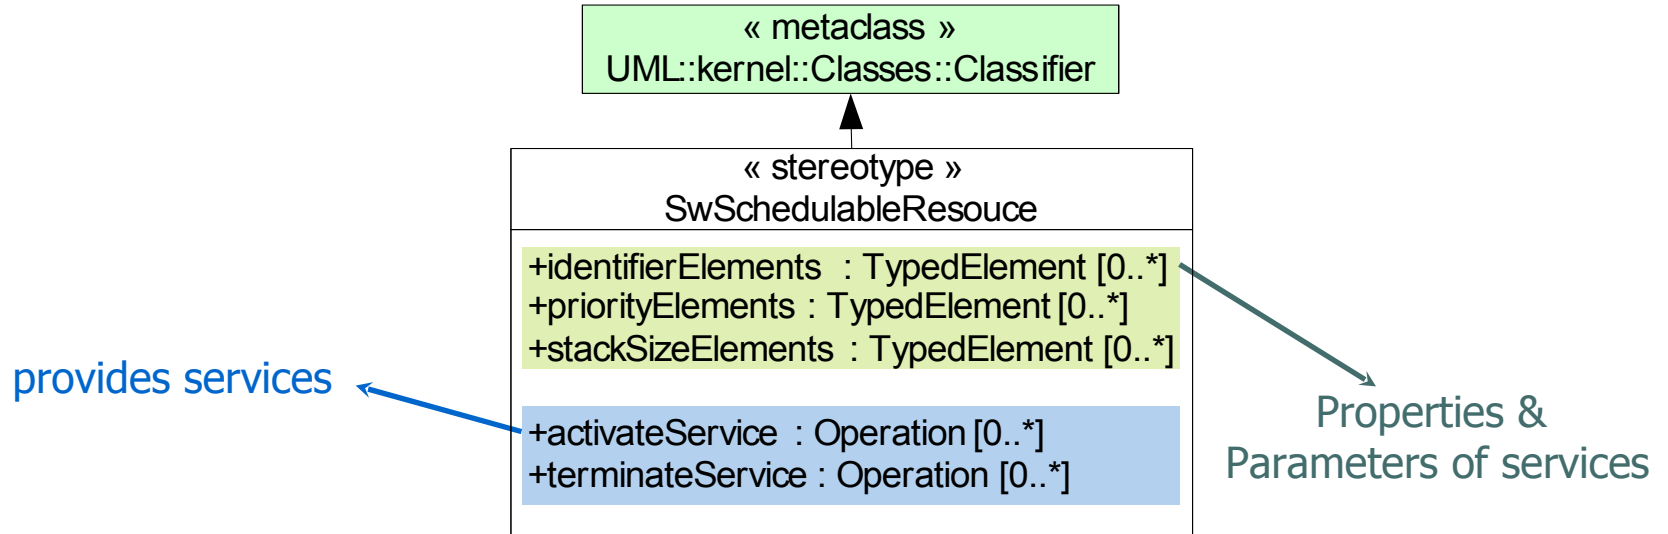 « metaclass »
UML::kernel::Classes::Classifier
« stereotype »
SwSchedulableResouce
+identifierElements : TypedElement [0..*]
+priorityElements : TypedElement [0..*]
+stackSizeElements : TypedElement [0..*]
provides services
+activateService : Operation [0..*]
+terminateService : Operation [0..*]
Properties &
Parameters of services